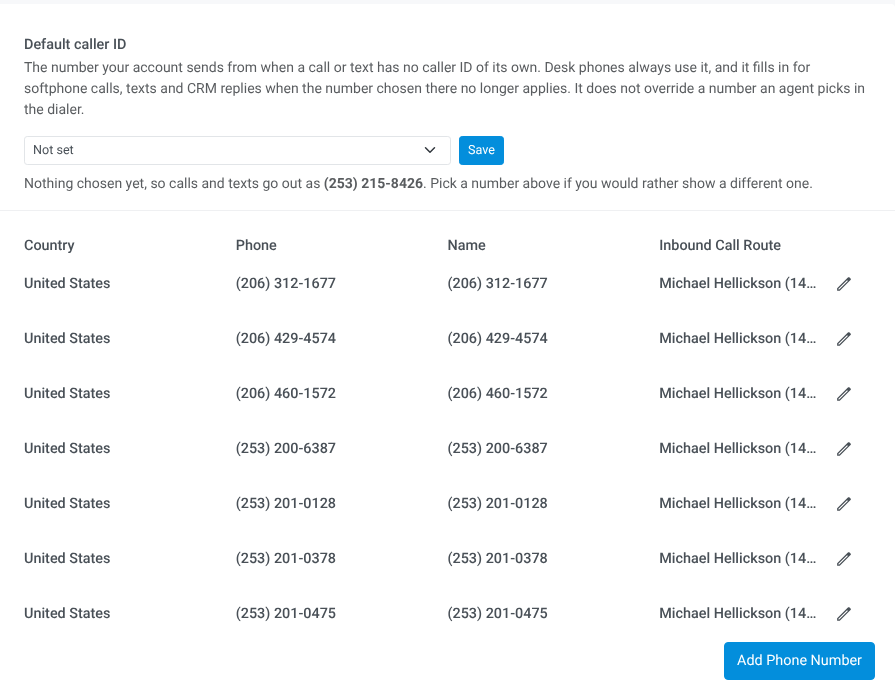 Default caller ID
The number your account sends from when a call or text has no caller ID of its own. Desk phones always use it, and it fills in for
softphone calls, texts and CRM replies when the number chosen there no longer applies. It does not override a number an agent picks in
the dialer.
Not set Save
Nothing chosen yet, so calls and texts go out as (253) 215-8426. Pick a number above if you would rather show a different one.
Country Phone Name Inbound Call Route
United States (206) 312-1677 (206) 312-1677 Michael Hellickson (14...
United States (206) 429-4574 (206) 429-4574 Michael Hellickson (14...
United States (206) 460-1572 (206) 460-1572 Michael Hellickson (14...
United States (253) 200-6387 (253) 200-6387 Michael Hellickson (14...
United States (253) 201-0128 (253) 201-0128 Michael Hellickson (14...
United States (253) 201-0378 (253) 201-0378 Michael Hellickson (14...
United States (253) 201-0475 (253) 201-0475 Michael Hellickson (14...
Add Phone Number